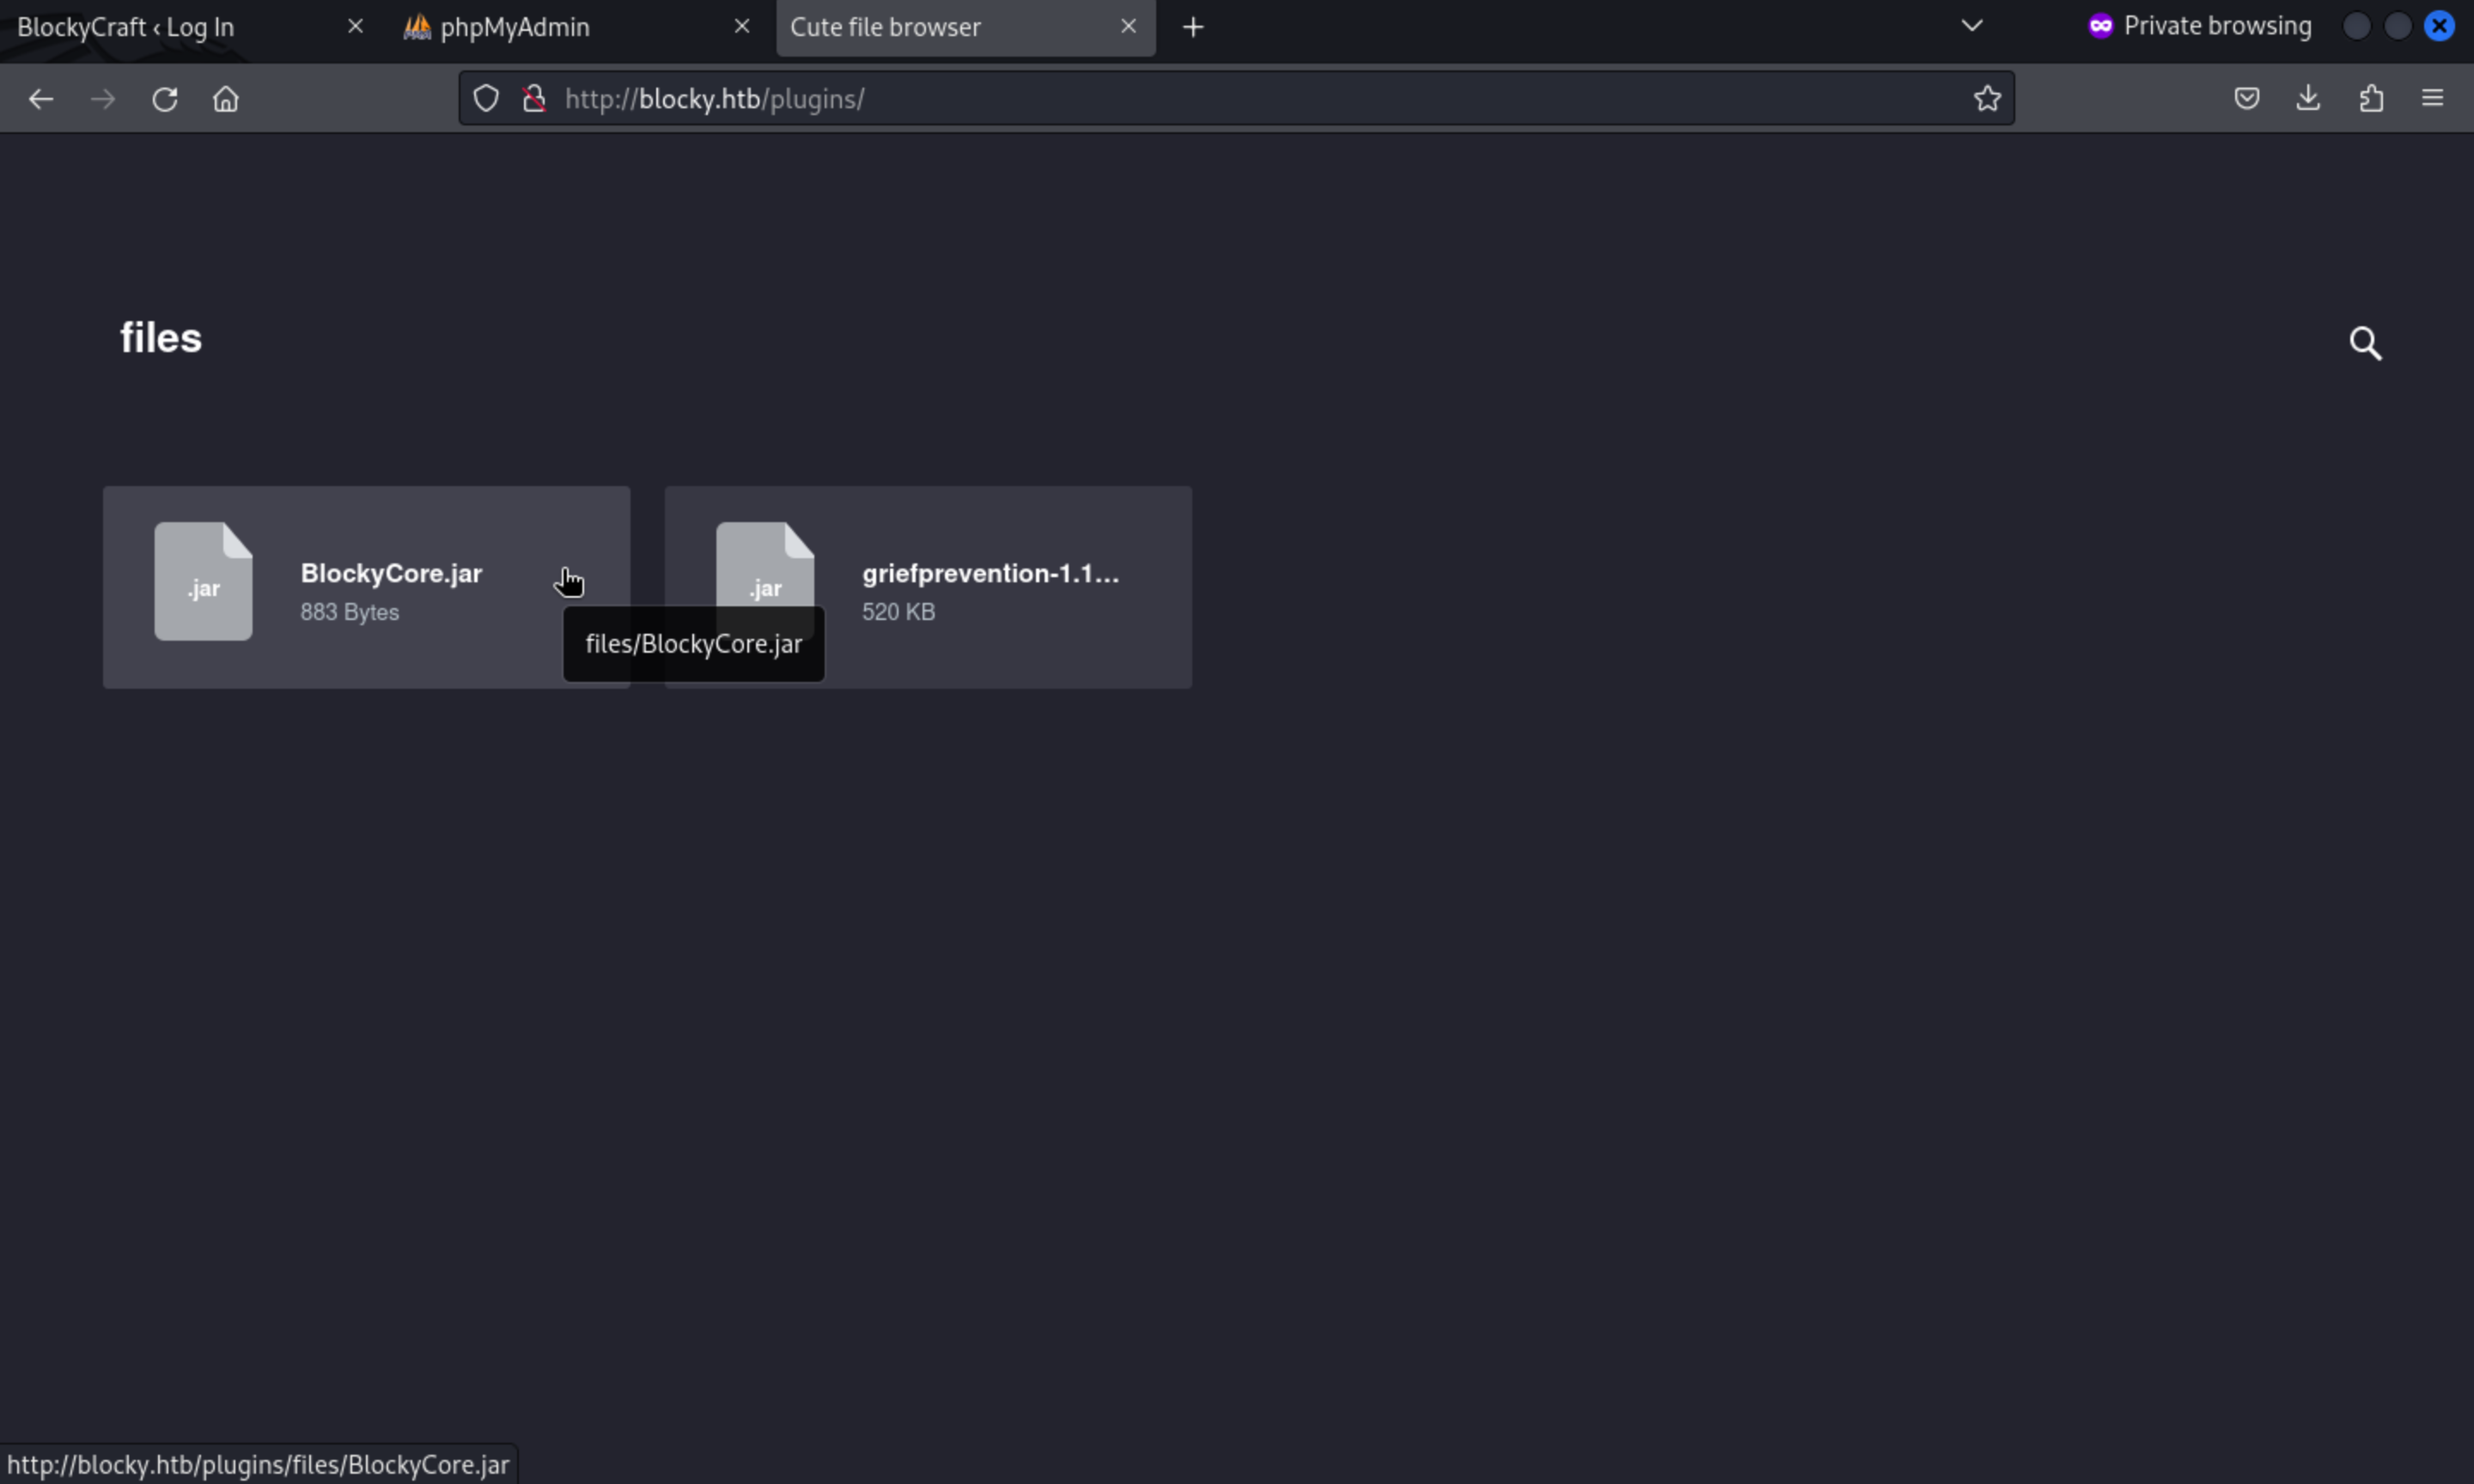 BlockyCraft ‹ Log In
phpMyAdmin
Cute file browser
Private browsing
http://blocky.htb/plugins/
files
.jar
BlockyCore.jar
883 Bytes
files/BlockyCore.jar
.jar
griefprevention-1.1...
520 KB
http://blocky.htb/plugins/files/BlockyCore.jar